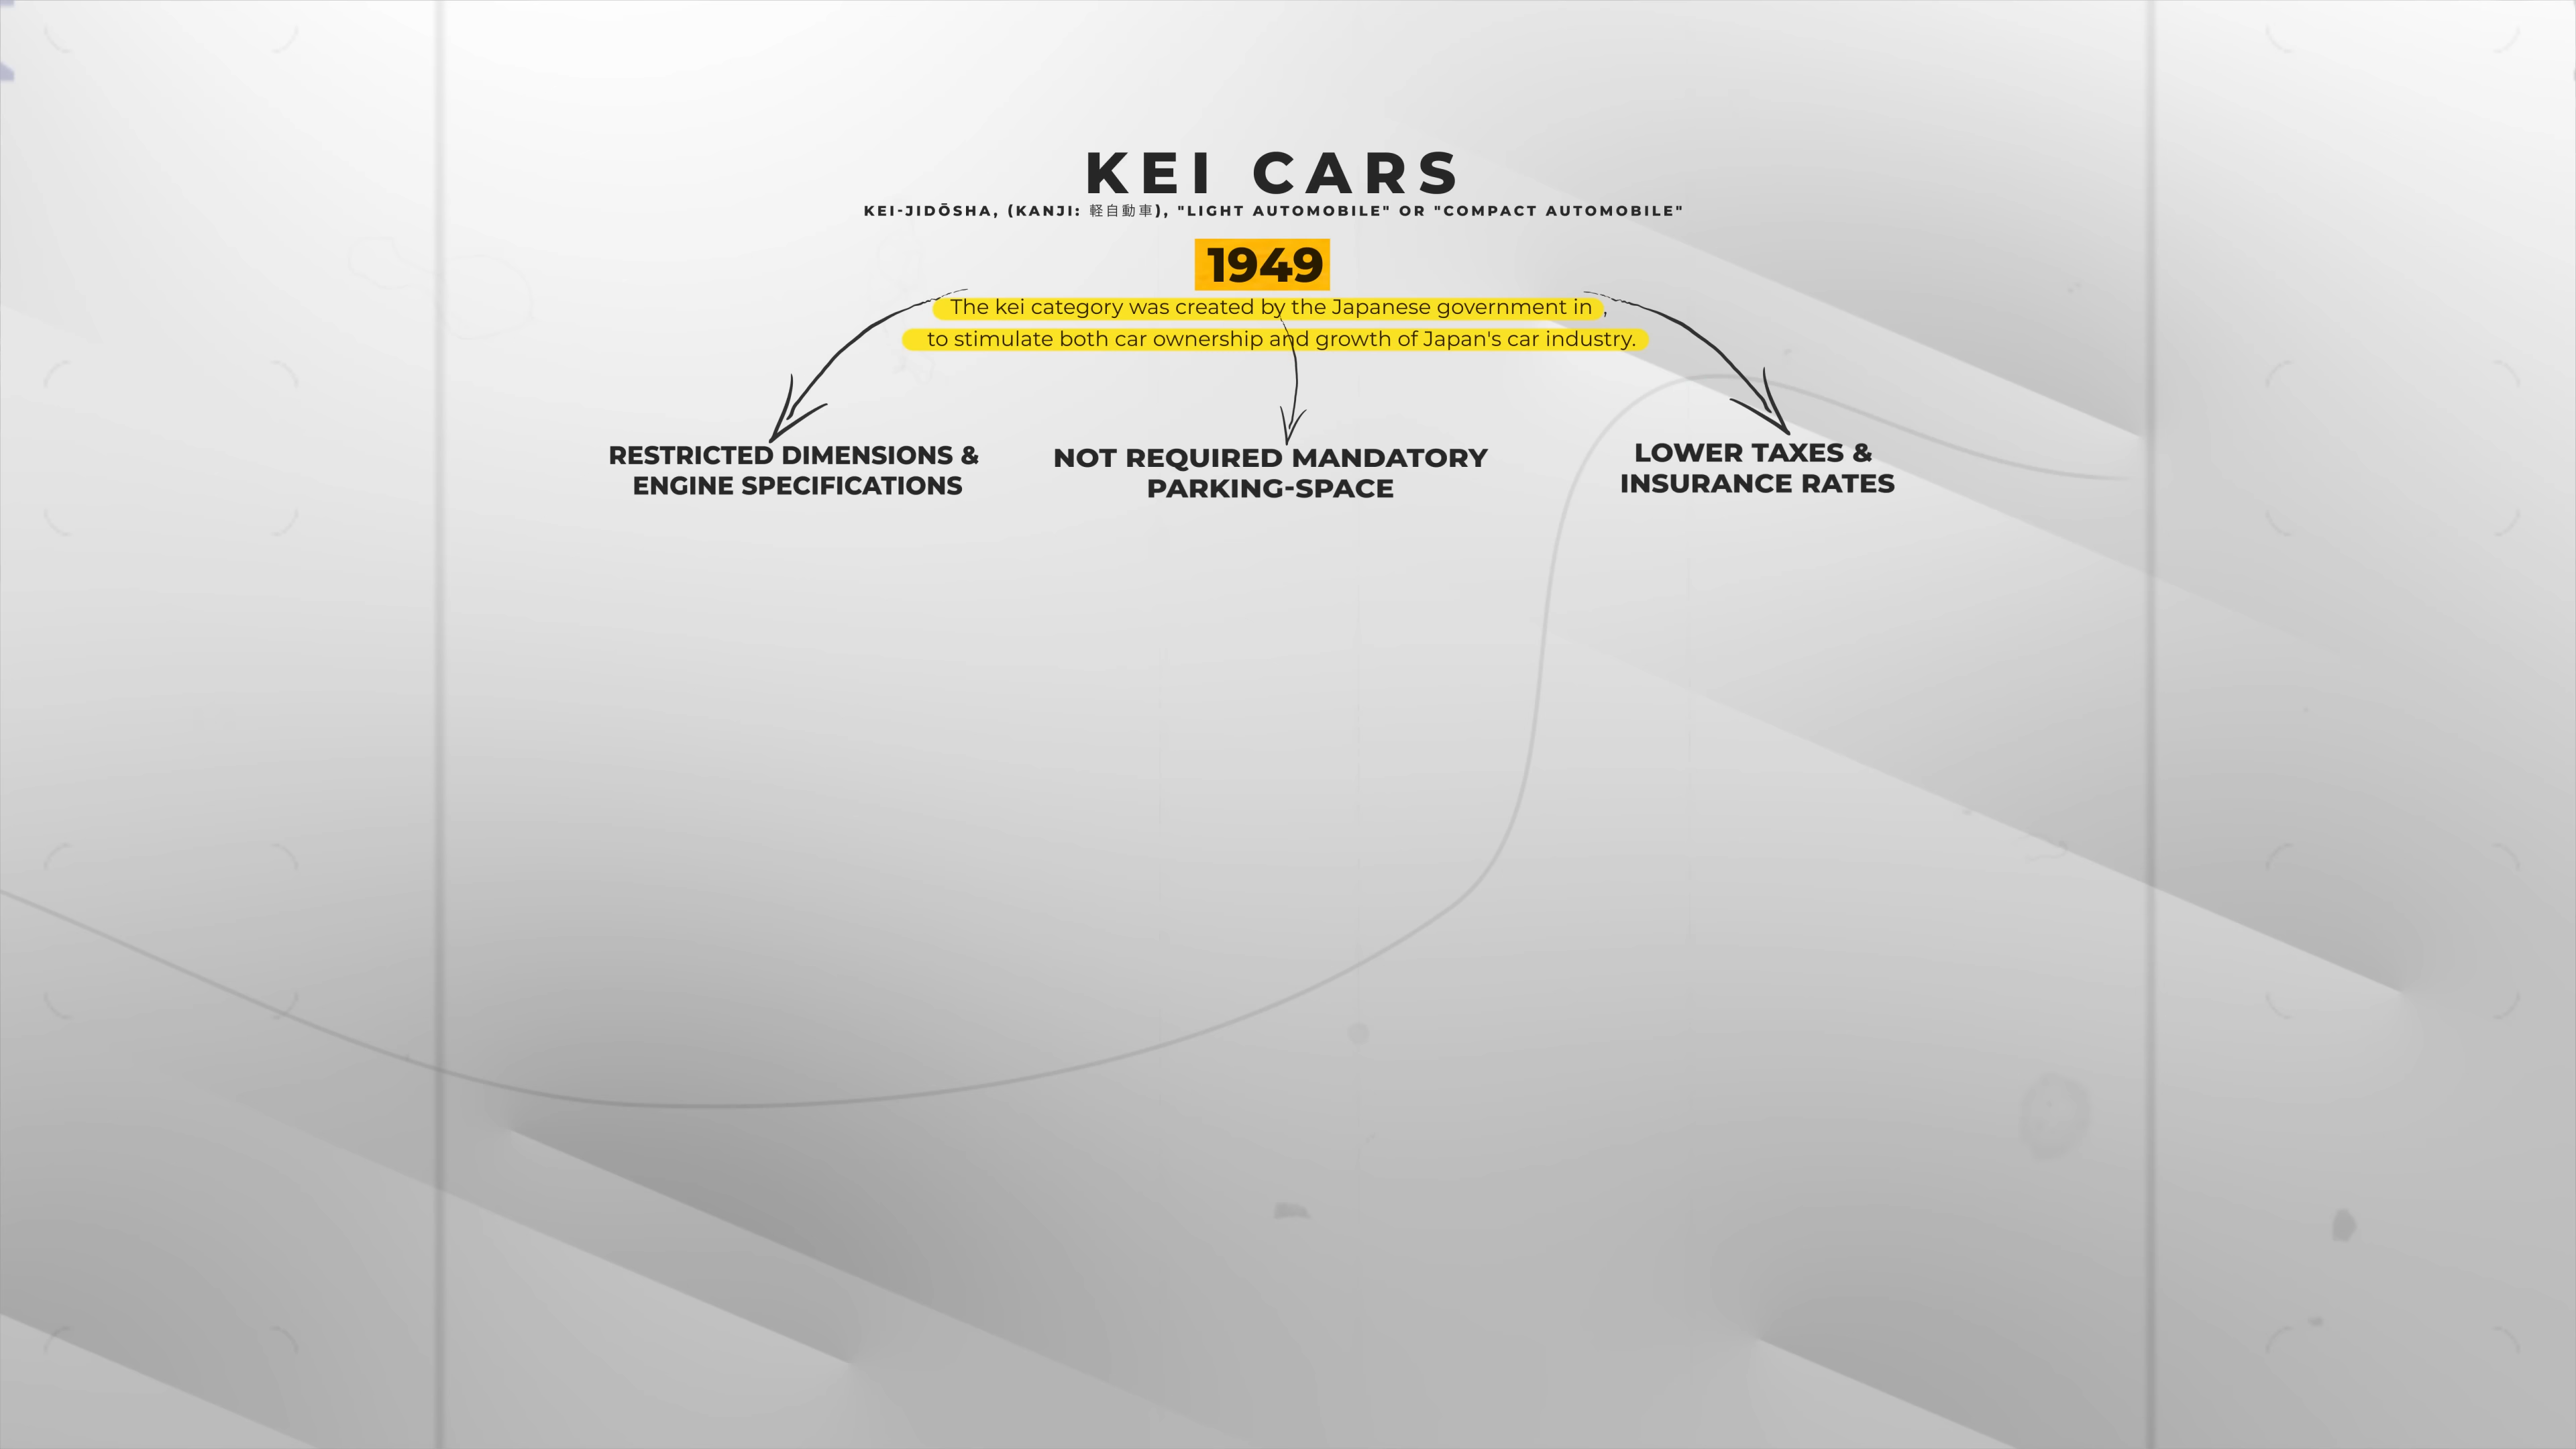 KEI CARS
KEI-JIDŌSHA, (KANJI: 軽自動車), "LIGHT AUTOMOBILE" OR "COMPACT AUTOMOBILE"
1949
The kei category was created by the Japanese government in ,
to stimulate both car ownership and growth of Japan's car industry.
RESTRICTED DIMENSIONS &
ENGINE SPECIFICATIONS
NOT REQUIRED MANDATORY
PARKING-SPACE
LOWER TAXES &
INSURANCE RATES